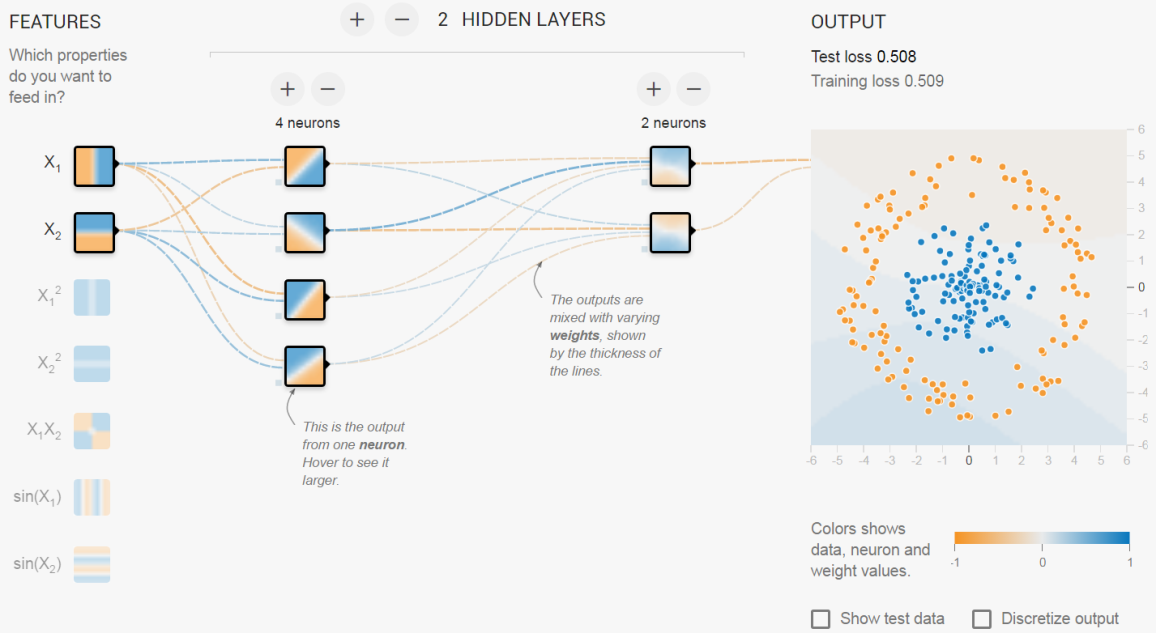 FEATURES
Which properties
do you want to
feed in?
+ − 2 HIDDEN LAYERS
+ −
4 neurons
+ −
2 neurons
OUTPUT
Test loss 0.508
Training loss 0.509
X₁
X₂
X₁²
X₂²
X₁X₂
sin(X₁)
sin(X₂)
This is the output
from one neuron.
Hover to see it
larger.
The outputs are
mixed with varying
weights, shown
by the thickness of
the lines.
6
5
4
3
2
1
0
-1
-2
-3
-4
-5
-6
-6 -5 -4 -3 -2 -1 0 1 2 3 4 5 6
Colors shows
data, neuron and
weight values.
-1 0 1
Show test data
Discretize output